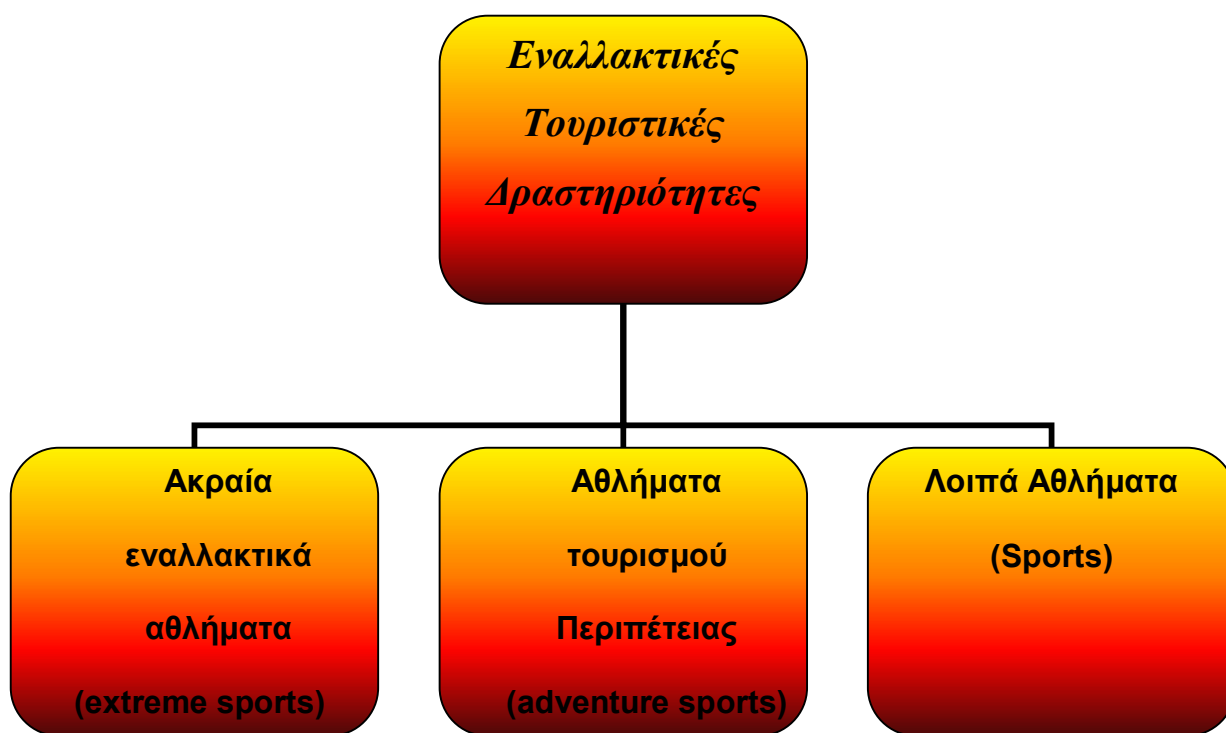 Εναλλακτικές
Τουριστικές
Δραστηριότητες
Ακραία
εναλλακτικά
αθλήματα
(extreme sports)
Αθλήματα
τουρισμού
Περιπέτειας
(adventure sports)
Λοιπά Αθλήματα
(Sports)